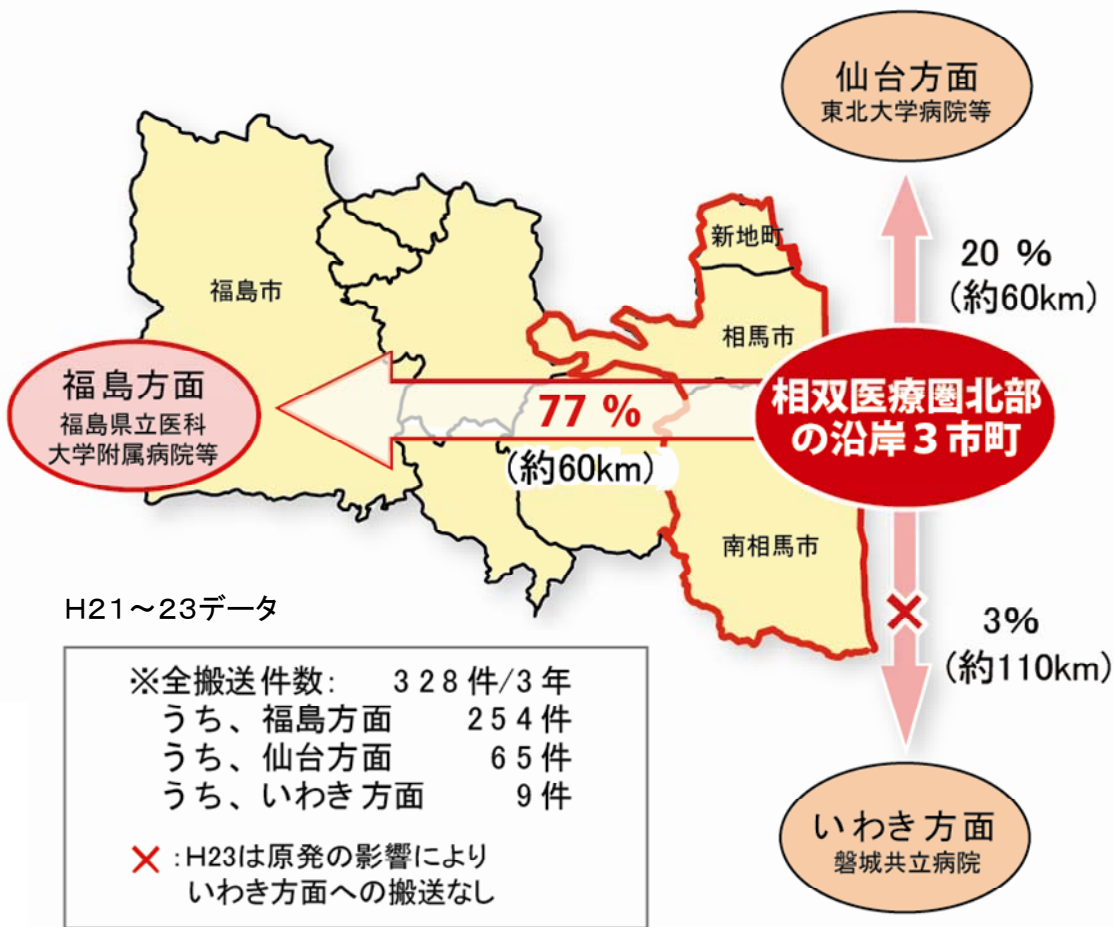 仙台方面
東北大学病院等
新地町
20 %
(約60km)
福島市
相馬市
福島方面
福島県立医科
大学附属病院等
77 %
(約60km)
相双医療圏北部
の沿岸3市町
南相馬市
H21～23データ
3%
(約110km)
※全搬送件数: 328件/3年
うち、福島方面 254件
うち、仙台方面 65件
うち、いわき方面 9件
×:H23は原発の影響により
いわき方面への搬送なし
いわき方面
磐城共立病院